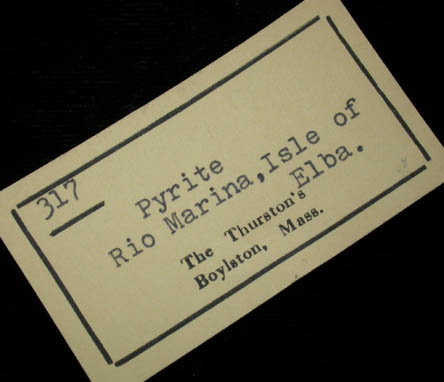 317
Pyrite
Rio Marina,Isle of
Elba.
The Thurston's
Boylston, Mass.